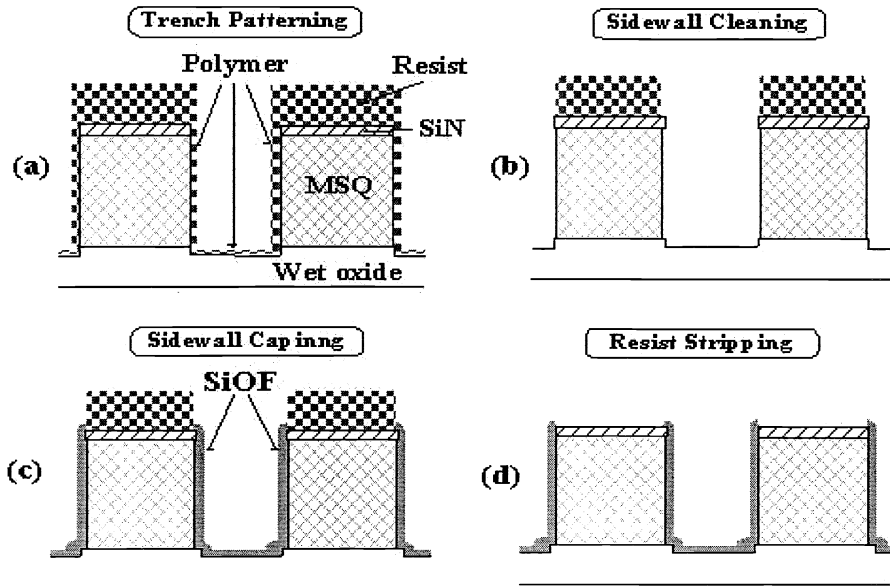 Trench Patterning
Polymer
Resist
SiN
(a)
MSQ
Wet oxide
Sidewall Cleaning
(b)
Sidewall Capinng
SiOF
(c)
Resist Stripping
(d)